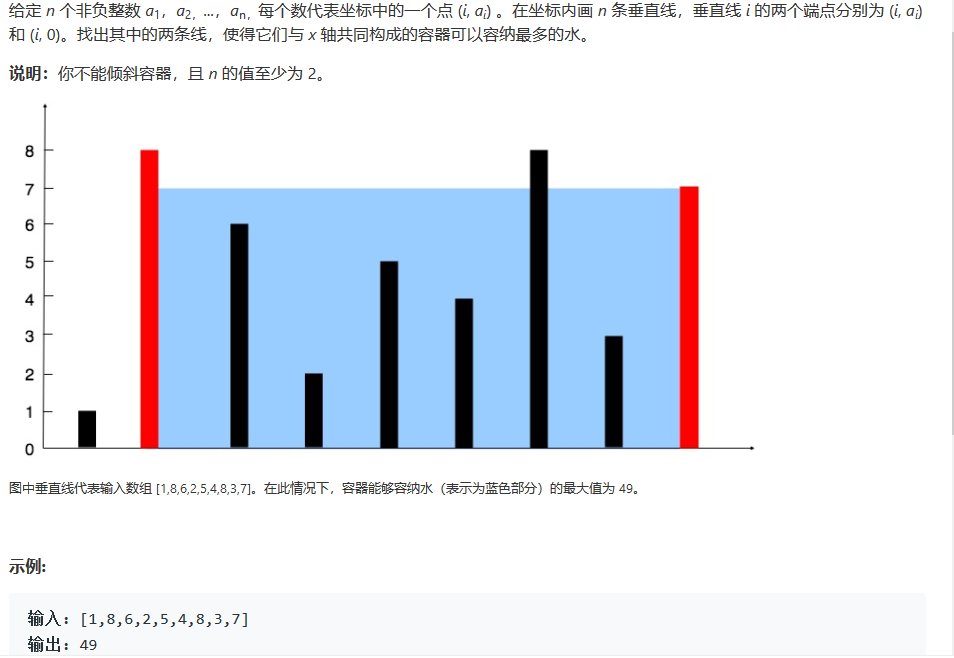 给定 n 个非负整数 a1，a2，...，an，每个数代表坐标中的一个点 (i, ai) 。在坐标内画 n 条垂直线，垂直线 i 的两个端点分别为 (i, ai)
和 (i, 0)。找出其中的两条线，使得它们与 x 轴共同构成的容器可以容纳最多的水。
说明：你不能倾斜容器，且 n 的值至少为 2。
8
7
6
5
4
3
2
1
0
图中垂直线代表输入数组 [1,8,6,2,5,4,8,3,7]。在此情况下，容器能够容纳水（表示为蓝色部分）的最大值为 49。
示例:
输入: [1,8,6,2,5,4,8,3,7]
输出: 49